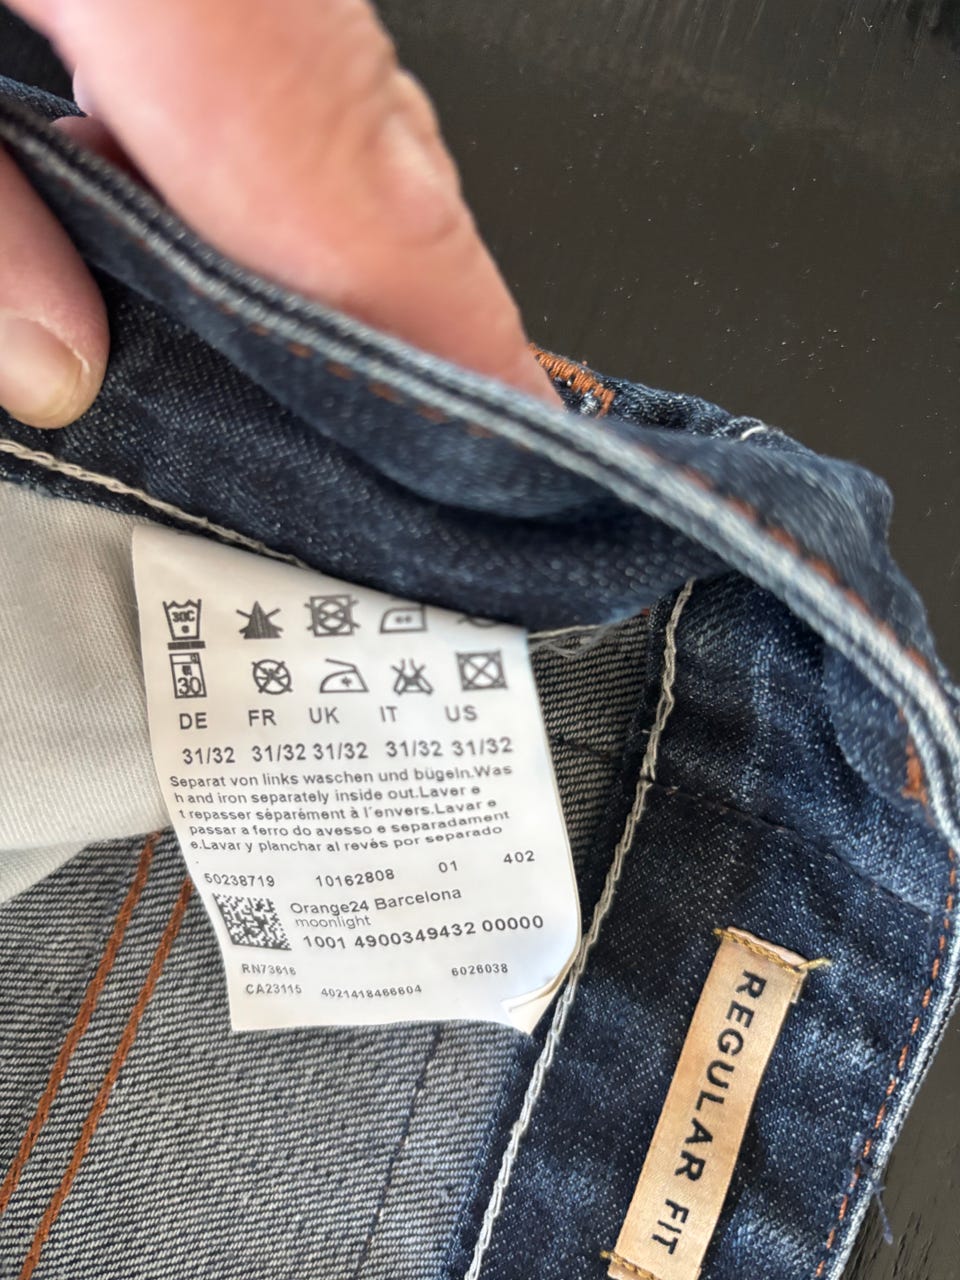 30C
30
DE FR UK IT US
31/32 31/32 31/32 31/32 31/32
Separat von links waschen und bügeln.Was
h and iron separately inside out.Laver e
t repasser séparément à l'envers.Lavar e
passar a ferro do avesso e separadament
e.Lavar y planchar al revés por separado
.
50238719 10162808 01 402
Orange24 Barcelona
moonlight
1001 4900349432 00000
RN73616 6026038
CA23115 4021418466604
REGULAR FIT